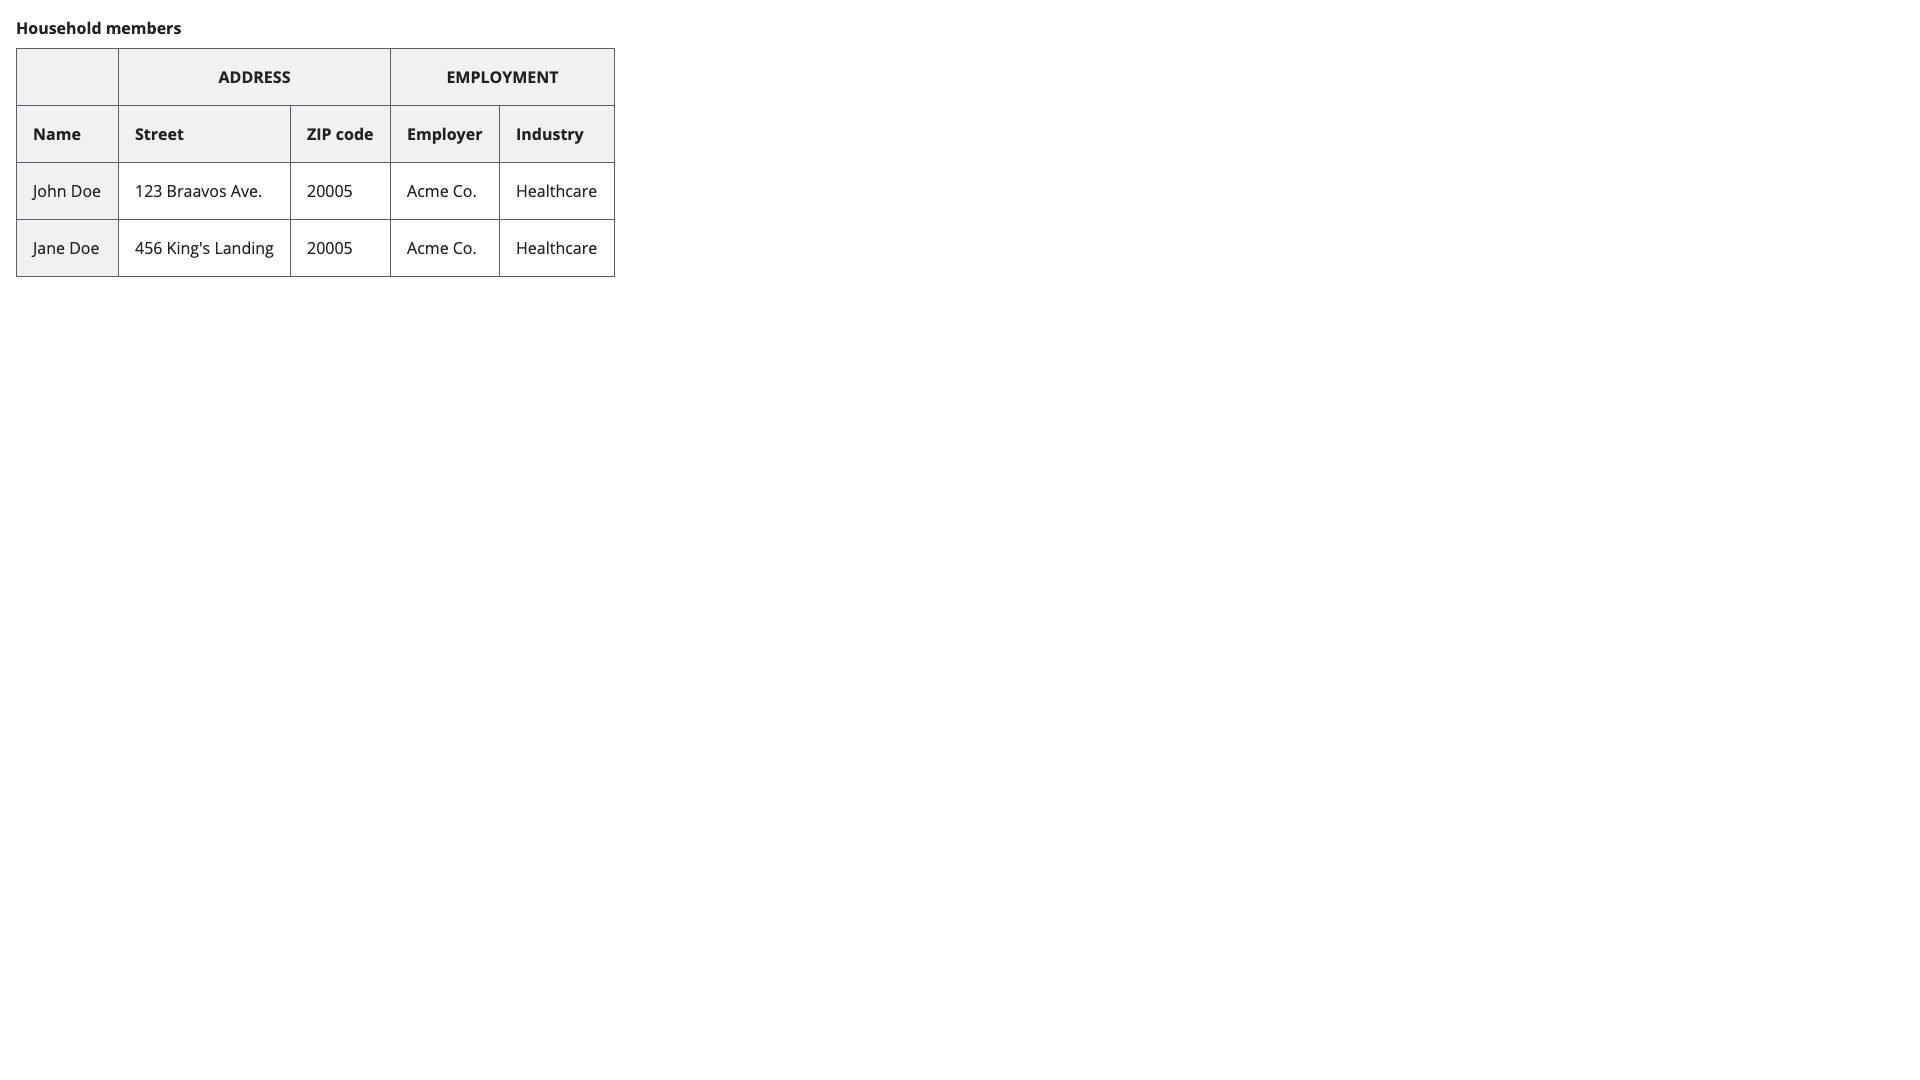 Household members
ADDRESS EMPLOYMENT
Name Street ZIP code Employer Industry
John Doe 123 Braavos Ave. 20005 Acme Co. Healthcare
Jane Doe 456 King's Landing 20005 Acme Co. Healthcare